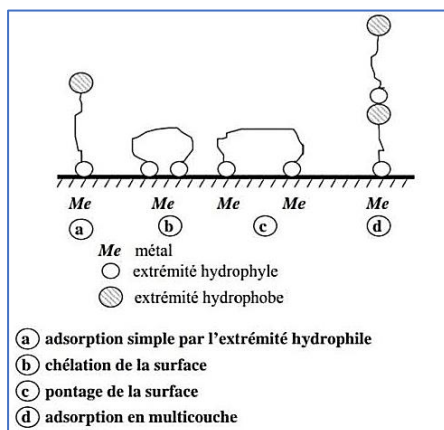 Me Me Me Me Me
a b c d
Me métal
extrémité hydrophyle
extrémité hydrophobe
a adsorption simple par l'extrémité hydrophile
b chélation de la surface
c pontage de la surface
d adsorption en multicouche